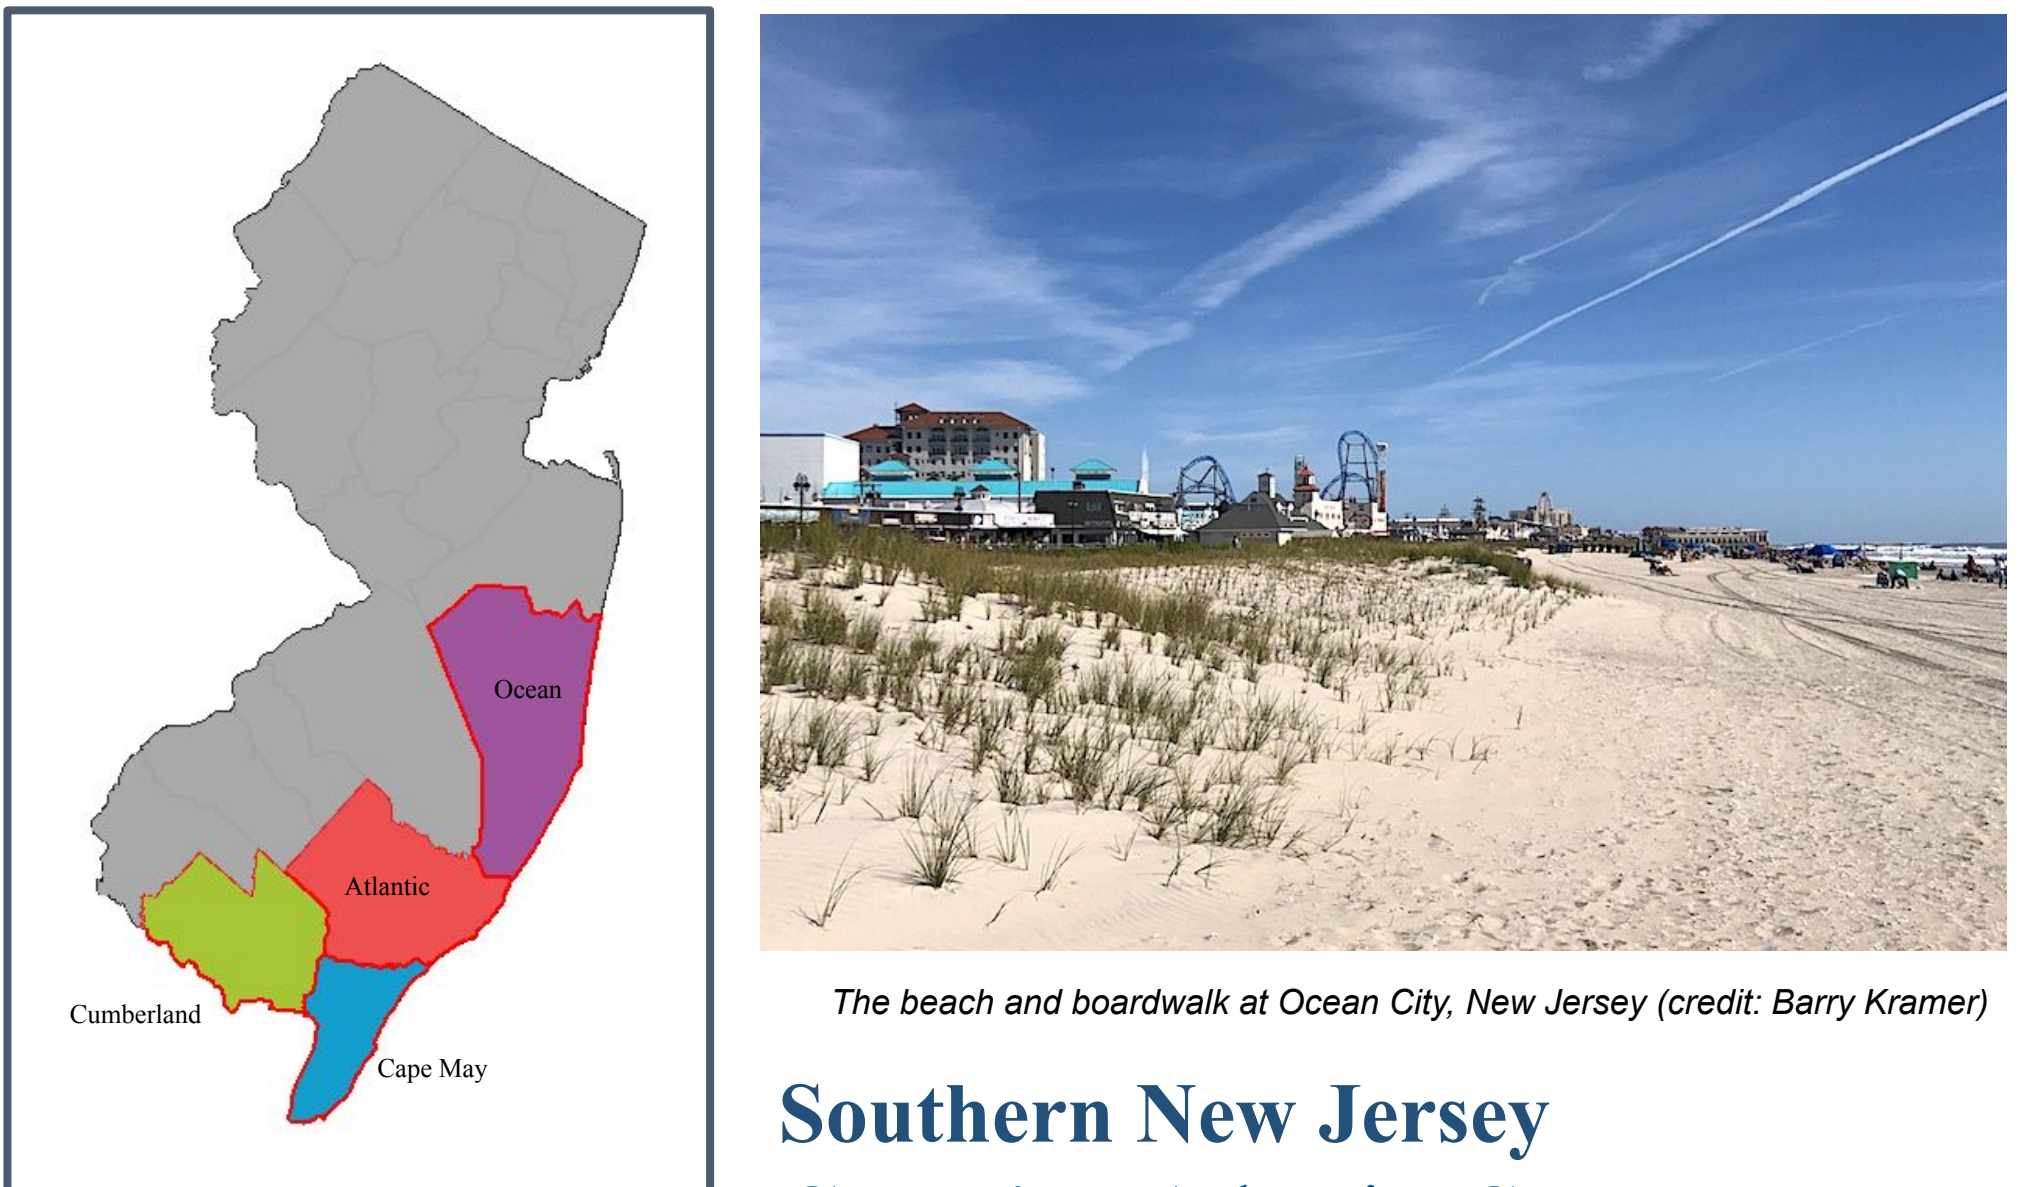 Ocean
Atlantic
Cumberland
Cape May
The beach and boardwalk at Ocean City, New Jersey (credit: Barry Kramer)
Southern New Jersey